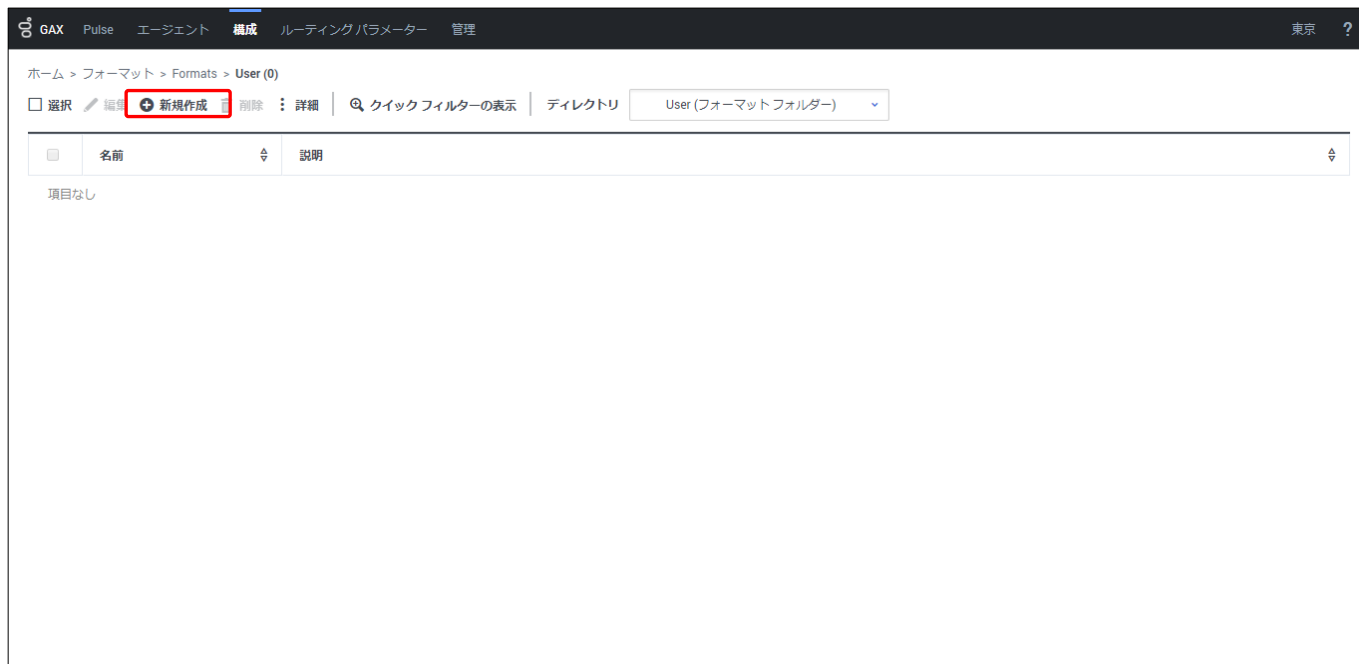 GAX Pulse エージェント 構成 ルーティング パラメーター 管理 東京 ?
ホーム > フォーマット > Formats > User (0)
選択 編集 新規作成 削除 詳細 クイック フィルターの表示 ディレクトリ User (フォーマット フォルダー)
名前 説明
項目なし